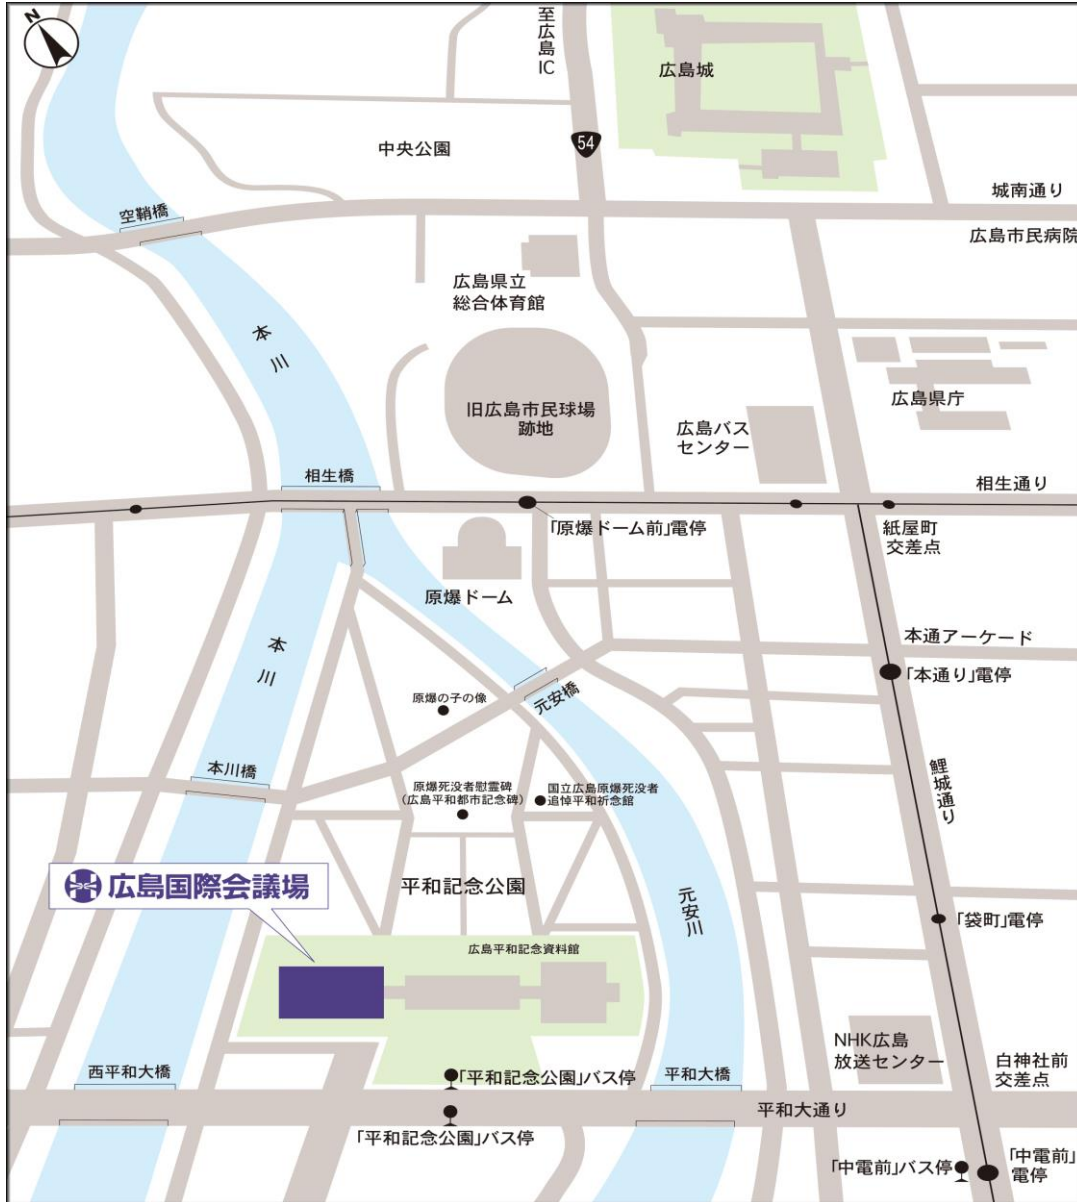 N
至広島IC
広島城
54
中央公園
城南通り
空鞘橋
広島市民病院
広島県立
総合体育館
本川
旧広島市民球場
跡地
広島バス
センター
広島県庁
相生橋
相生通り
「原爆ドーム前」電停
紙屋町
交差点
原爆ドーム
本通アーケード
本川
「本通り」電停
原爆の子の像
元安橋
本川橋
鯉城通り
原爆死没者慰霊碑
（広島平和都市記念碑）
国立広島原爆死没者
追悼平和祈念館
広島国際会議場
平和記念公園
元安川
「袋町」電停
広島平和記念資料館
NHK広島
放送センター
白神社前
交差点
西平和大橋
「平和記念公園」バス停
平和大橋
平和大通り
「平和記念公園」バス停
「中電前」バス停
「中電前」
電停